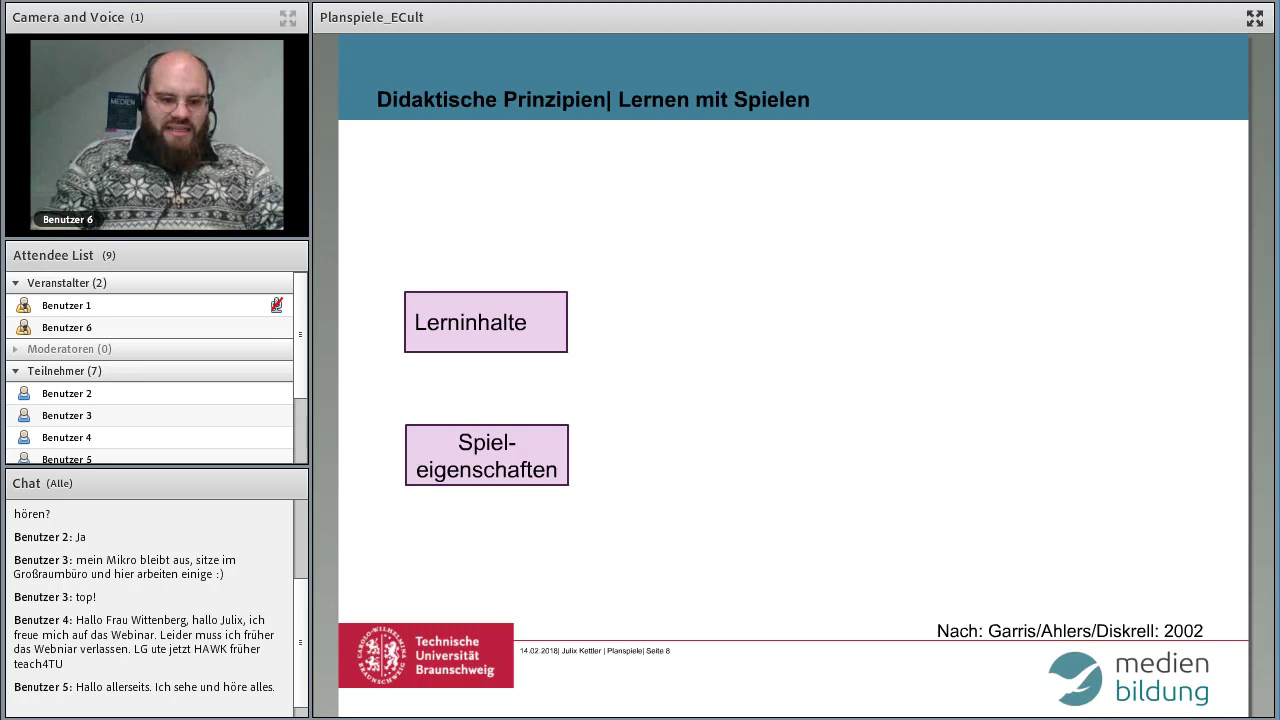 Camera and Voice (1)
MEDIEN
Benutzer 6
Attendee List (9)
Veranstalter (2)
Benutzer 1
Benutzer 6
Moderatoren (0)
Teilnehmer (7)
Benutzer 2
Benutzer 3
Benutzer 4
Benutzer 5
Chat (Alle)
hören?
Benutzer 2: Ja
Benutzer 3: mein Mikro bleibt aus, sitze im
Großraumbüro und hier arbeiten einige :)
Benutzer 3: top!
Benutzer 4: Hallo Frau Wittenberg, hallo Julix, ich
freue mich auf das Webinar. Leider muss ich früher
das Webniar verlassen. LG ute jetzt HAWK früher
teach4TU
Benutzer 5: Hallo allerseits. Ich sehe und höre alles.
Planspiele_ECult
Didaktische Prinzipien| Lernen mit Spielen
Lerninhalte
Spiel-
eigenschaften
Nach: Garris/Ahlers/Diskrell: 2002
CAROLO-WILHELMINA
Technische
Universität
Braunschweig
14.02.2018| Julix Kettler | Planspiele| Seite 8
medien
bildung